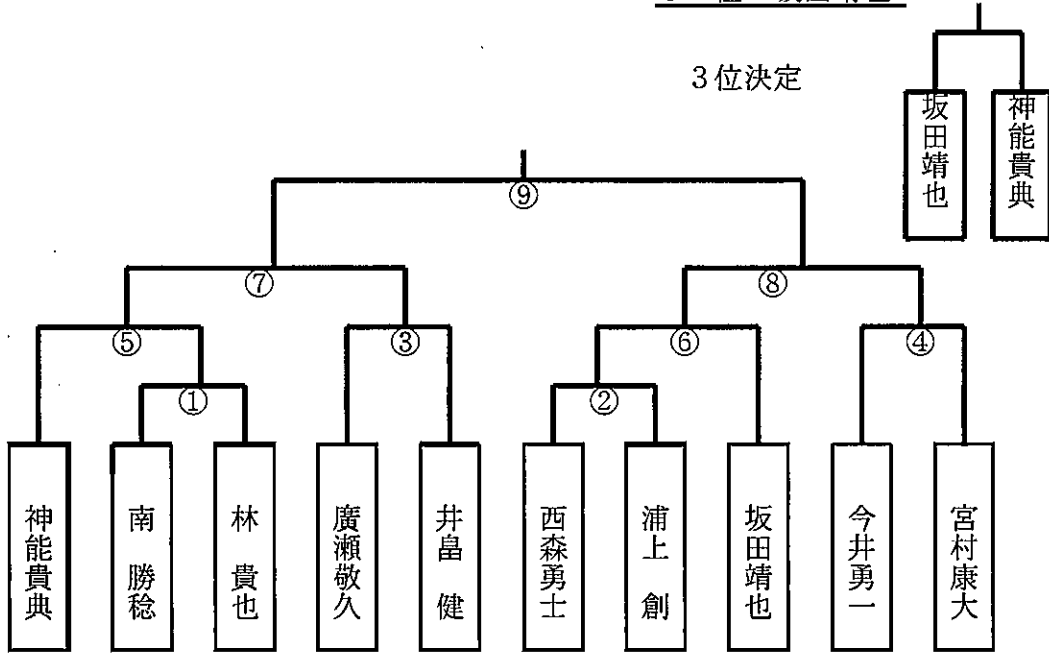 3位決定
坂田靖也
神能貴典
⑨
⑦
⑧
⑤
③
⑥
④
①
②
神能貴典
南 勝稔
林 貴也
廣瀬敬久
井畠 健
西森勇士
浦上 創
坂田靖也
今井勇一
宮村康大